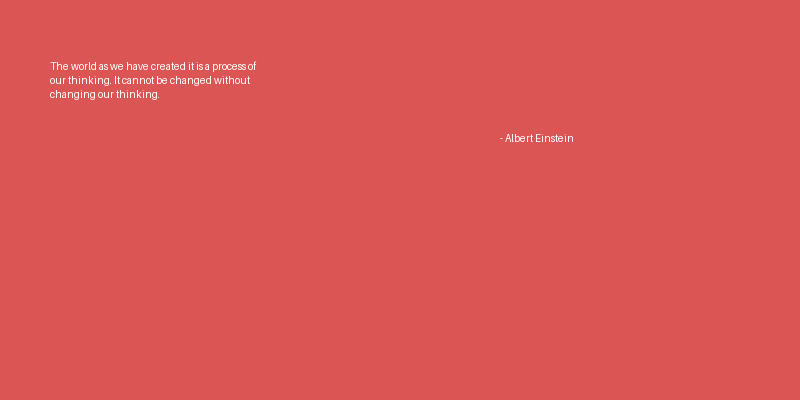 The world as we have created it is a process of
our thinking. It cannot be changed without
changing our thinking.
- Albert Einstein